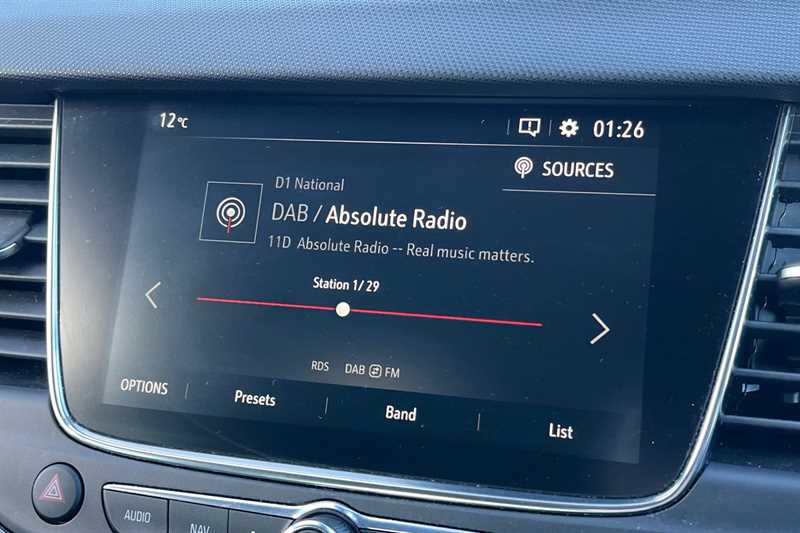 12°C
01:26
SOURCES
D1 National
DAB / Absolute Radio
11D Absolute Radio -- Real music matters.
Station 1/ 29
RDS DAB FM
OPTIONS
Presets
Band
List
AUDIO
NAV